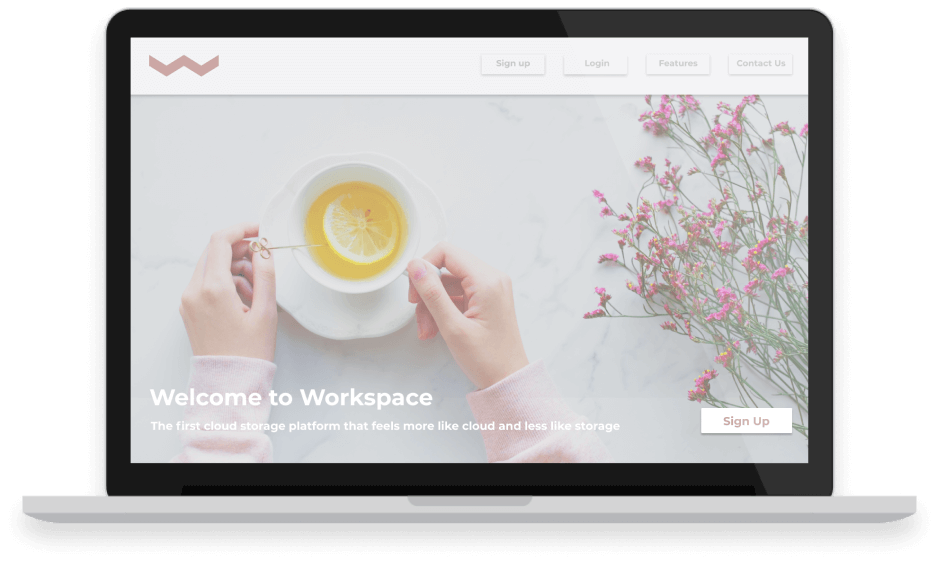 Sign up
Login
Features
Contact Us
Welcome to Workspace
The first cloud storage platform that feels more like cloud and less like storage
Sign Up